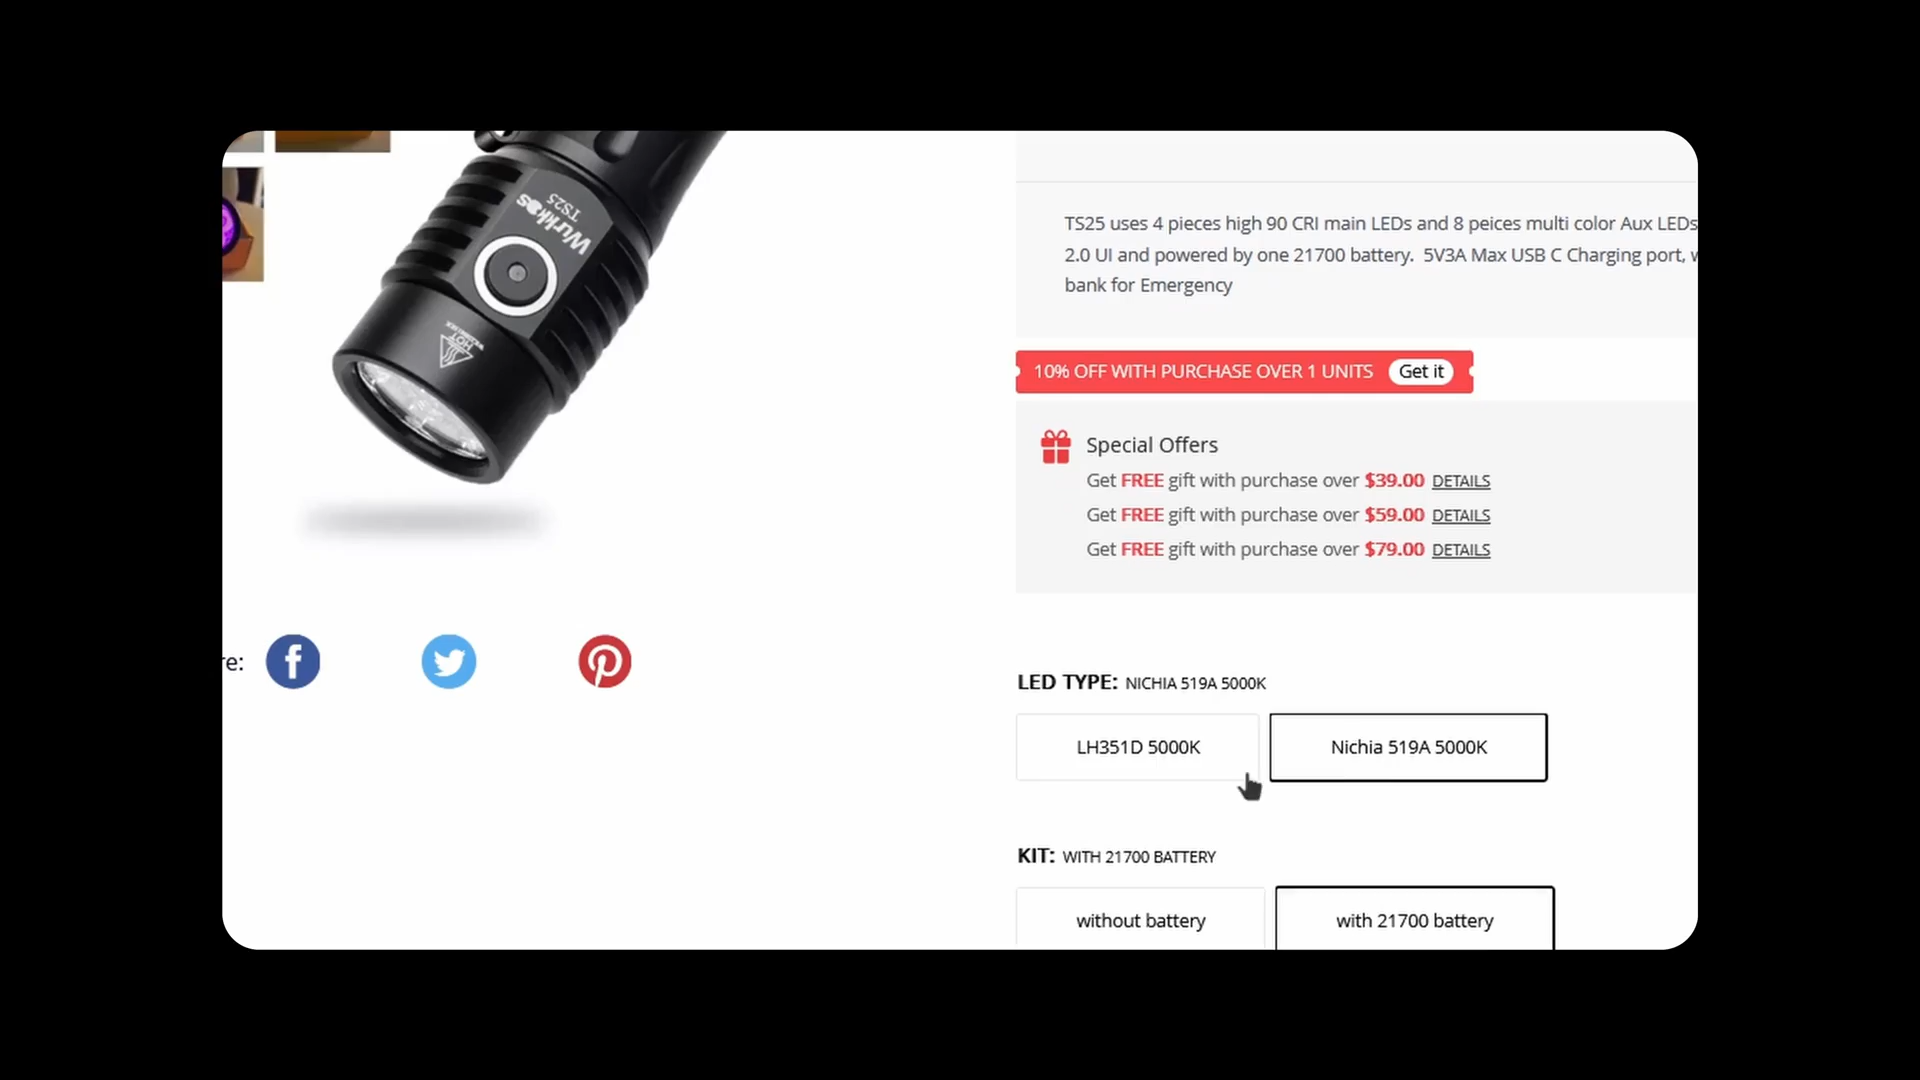 Wurkkos
TS25
HOT
TS25 uses 4 pieces high 90 CRI main LEDs and 8 peices multi color Aux LEDs
2.0 UI and powered by one 21700 battery. 5V3A Max USB C Charging port,
bank for Emergency
10% OFF WITH PURCHASE OVER 1 UNITS Get it
Special Offers
Get FREE gift with purchase over $39.00 DETAILS
Get FREE gift with purchase over $59.00 DETAILS
Get FREE gift with purchase over $79.00 DETAILS
re:
LED TYPE: NICHIA 519A 5000K
LH351D 5000K
Nichia 519A 5000K
KIT: WITH 21700 BATTERY
without battery
with 21700 battery